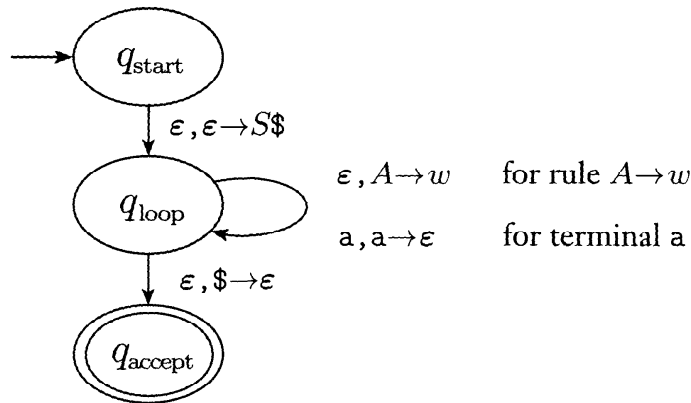 q_start
ε,ε→S$
ε,A→w for rule A→w
q_loop
a,a→ε for terminal a
ε,$→ε
q_accept